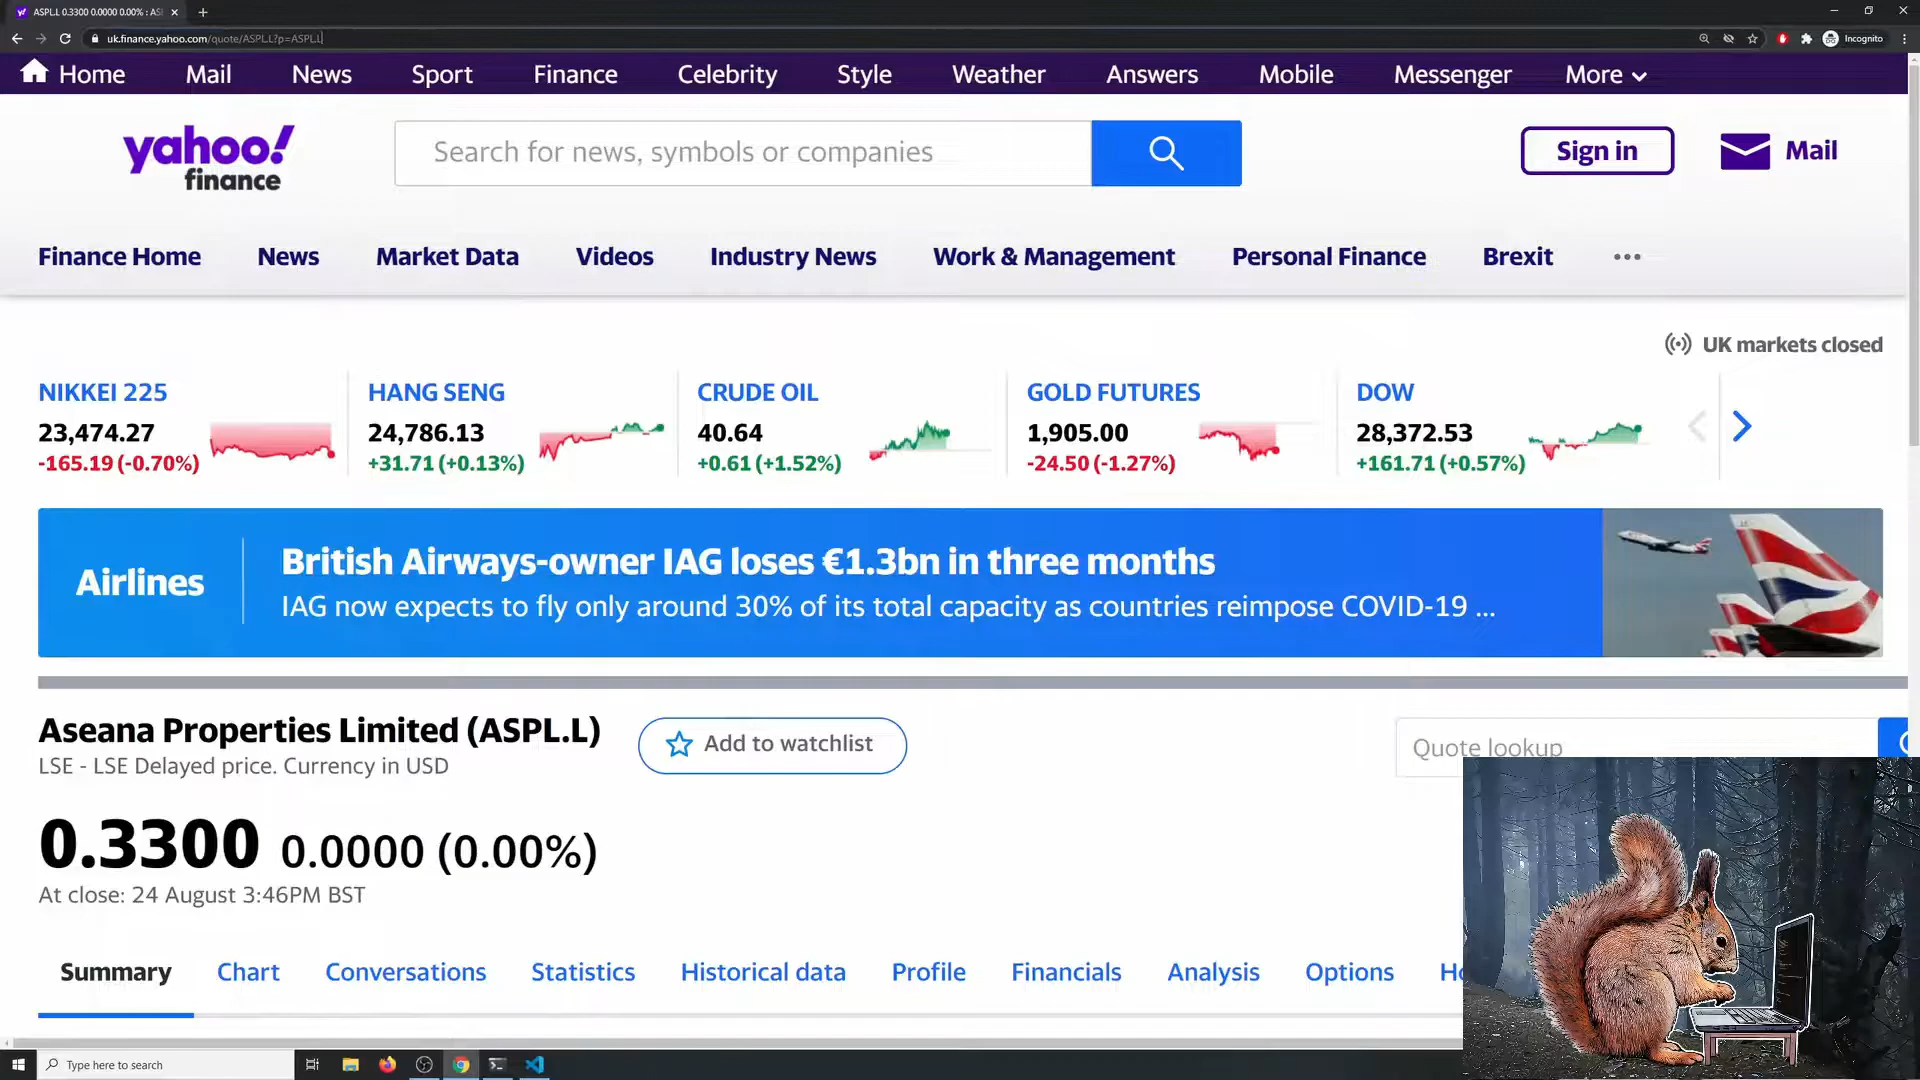 ASPL.L 0.3300 0.0000 0.00% : AS
uk.finance.yahoo.com/quote/ASPL.L?p=ASPL.L
Incognito
Home Mail News Sport Finance Celebrity Style Weather Answers Mobile Messenger More
yahoo!
finance
Search for news, symbols or companies
Sign in
Mail
Finance Home News Market Data Videos Industry News Work & Management Personal Finance Brexit
UK markets closed
NIKKEI 225
23,474.27
-165.19 (-0.70%)
HANG SENG
24,786.13
+31.71 (+0.13%)
CRUDE OIL
40.64
+0.61 (+1.52%)
GOLD FUTURES
1,905.00
-24.50 (-1.27%)
DOW
28,372.53
+161.71 (+0.57%)
Airlines
British Airways-owner IAG loses €1.3bn in three months
IAG now expects to fly only around 30% of its total capacity as countries reimpose COVID-19 ...
Aseana Properties Limited (ASPL.L)
LSE - LSE Delayed price. Currency in USD
Add to watchlist
Quote lookup
0.3300 0.0000 (0.00%)
At close: 24 August 3:46PM BST
Summary Chart Conversations Statistics Historical data Profile Financials Analysis Options
Type here to search